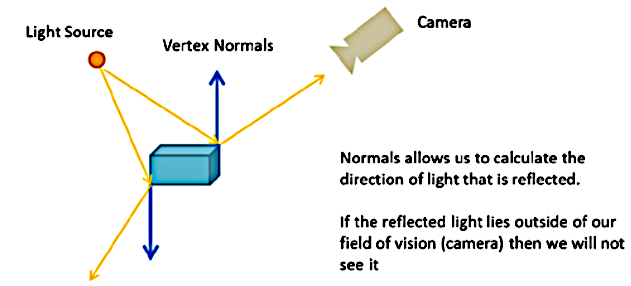 Light Source
Vertex Normals
Camera
Normals allows us to calculate the
direction of light that is reflected.
If the reflected light lies outside of our
field of vision (camera) then we will not
see it